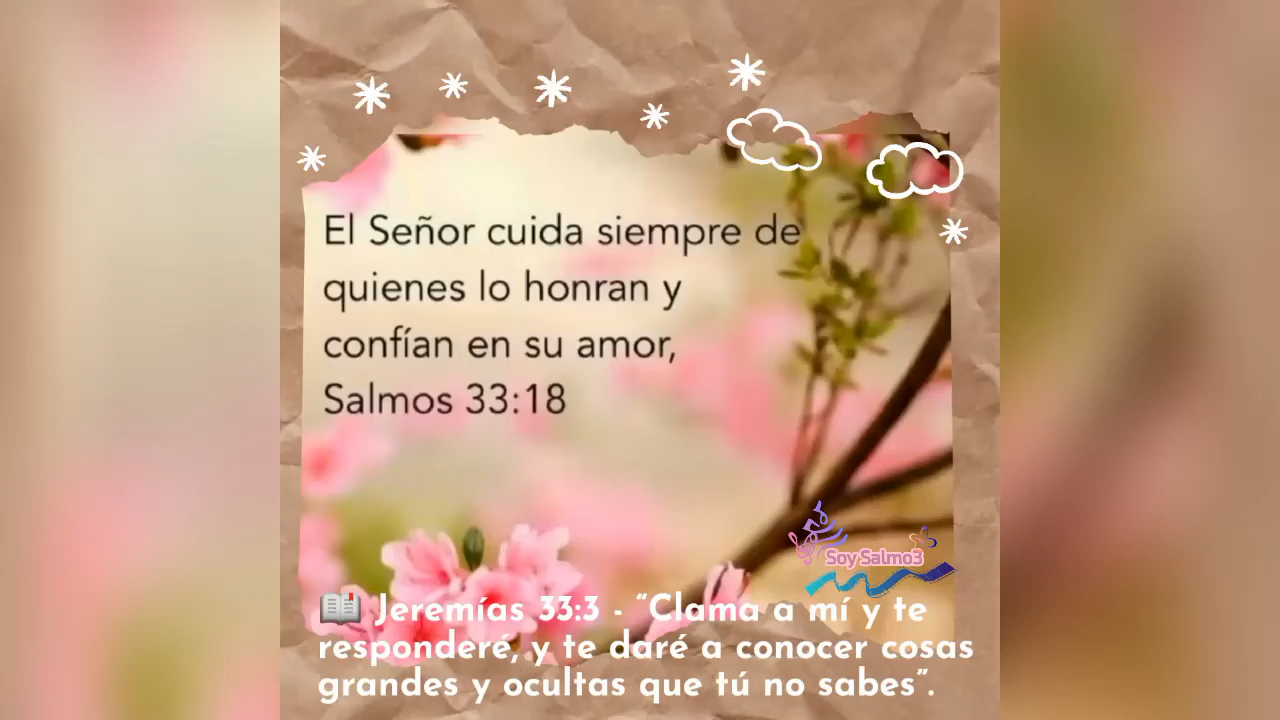 El Señor cuida siempre de
quienes lo honran y
confían en su amor,
Salmos 33:18
Soy Salmo3
📖 Jeremías 33:3 - “Clama a mí y te
responderé, y te daré a conocer cosas
grandes y ocultas que tú no sabes”.